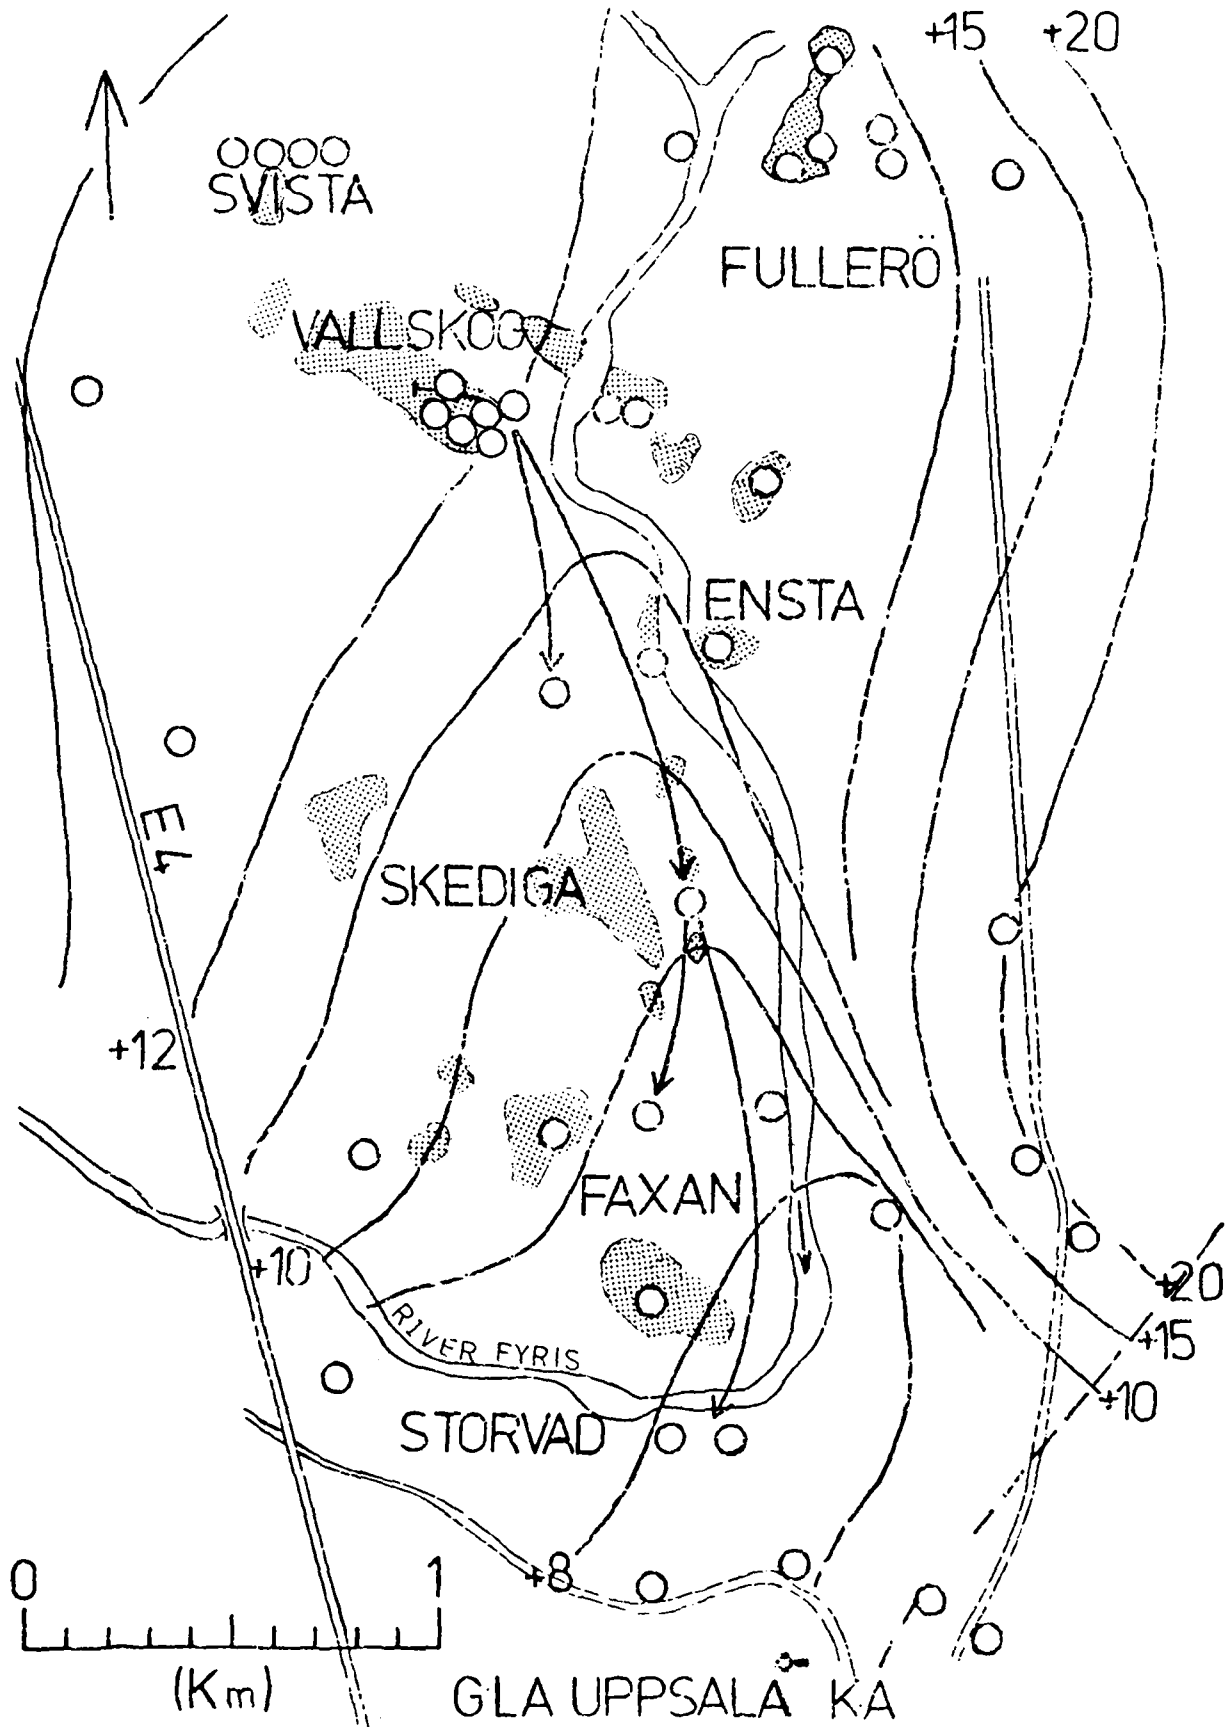 +15 +20
SVISTA
FULLERÖ
VALLSKOG
ENSTA
E4
SKEDIGA
+12
FAXAN
+10
+20
RIVER FYRIS
+15
+10
STORVAD
0 1
+8
(Km)
GLA UPPSALA KA